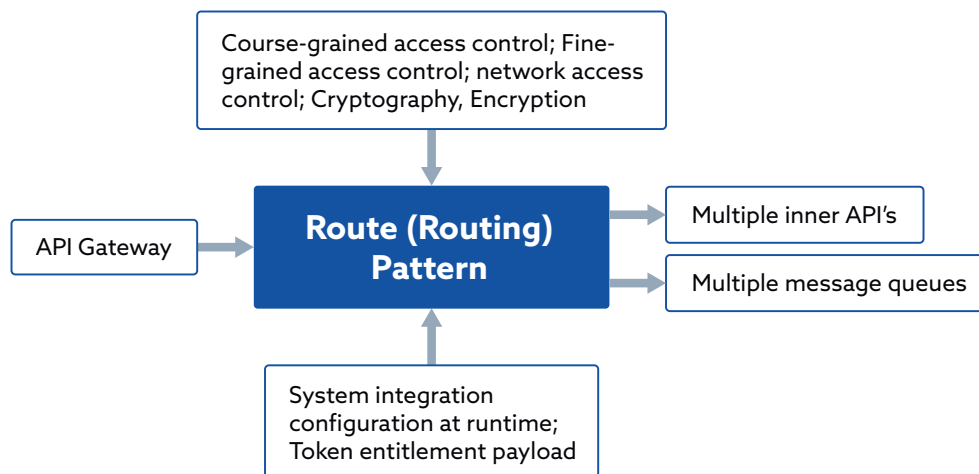 Course-grained access control; Fine-
grained access control; network access
control; Cryptography, Encryption
API Gateway
Route (Routing)
Pattern
Multiple inner API's
Multiple message queues
System integration
configuration at runtime;
Token entitlement payload